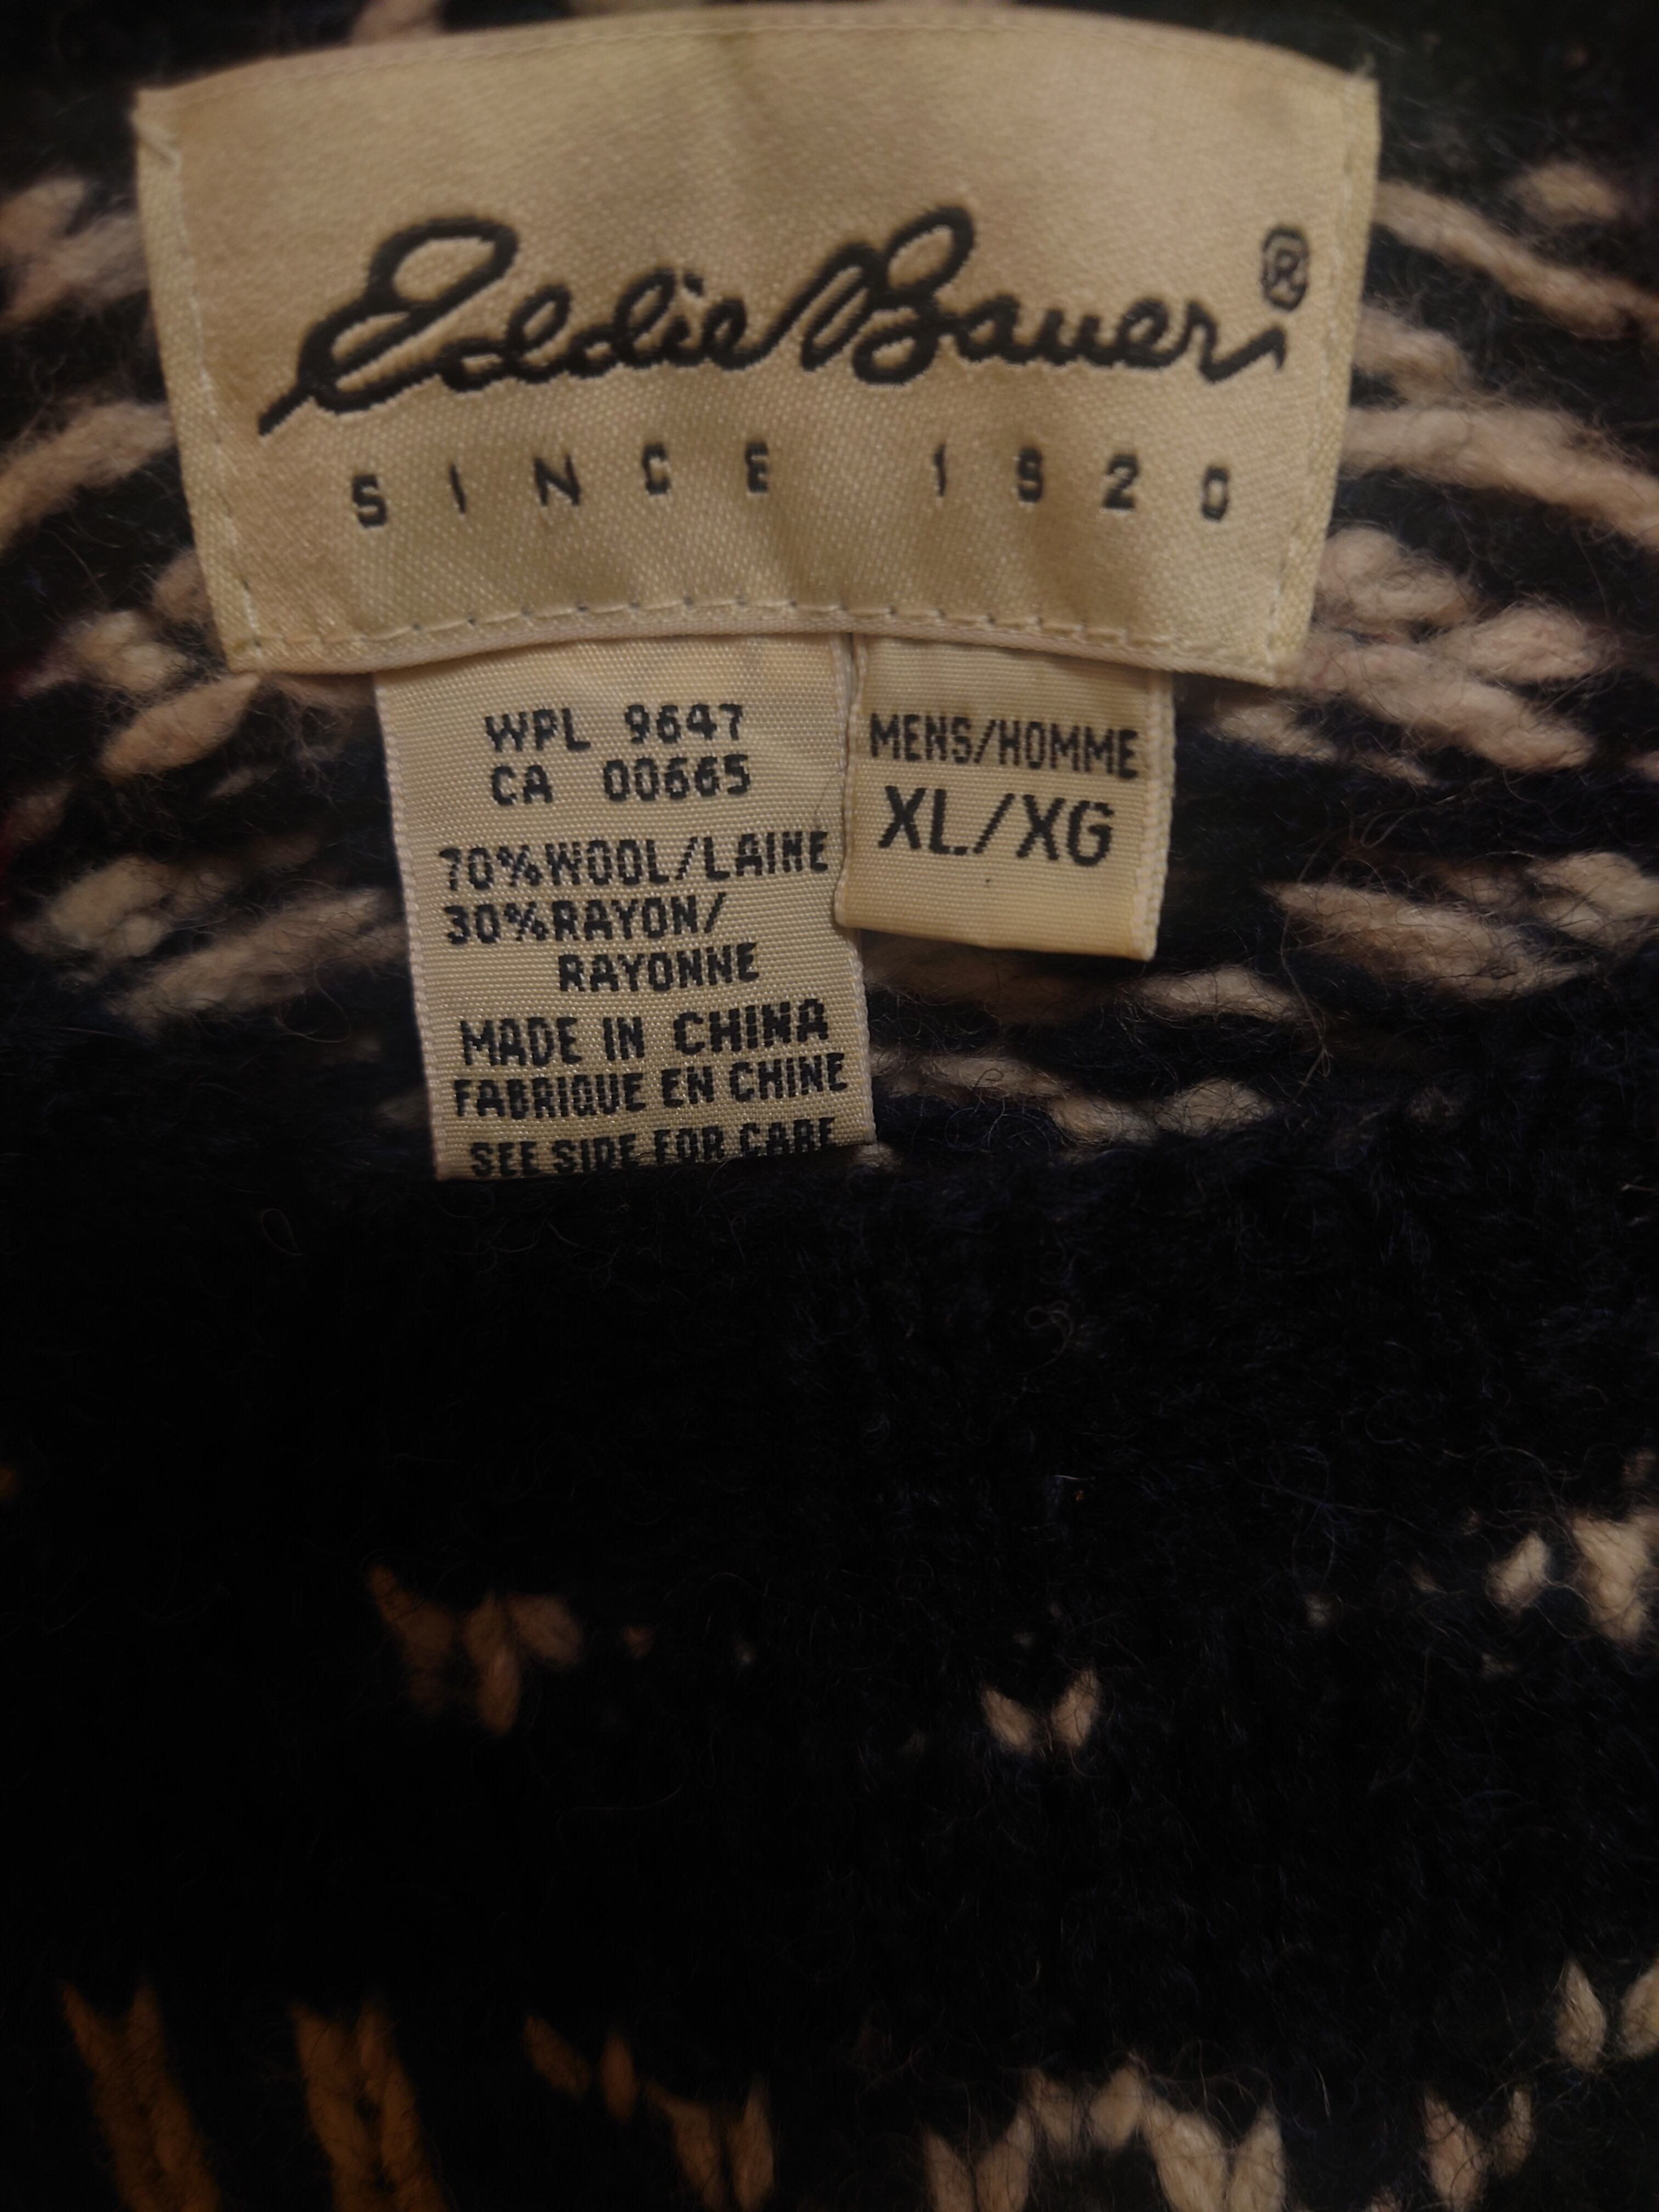 Eddie Bauer®
SINCE 1920
WPL 9647
CA 00665
70%WOOL/LAINE
30%RAYON/
RAYONNE
MADE IN CHINA
FABRIQUE EN CHINE
SEE SIDE FOR CARE
MENS/HOMME
XL/XG